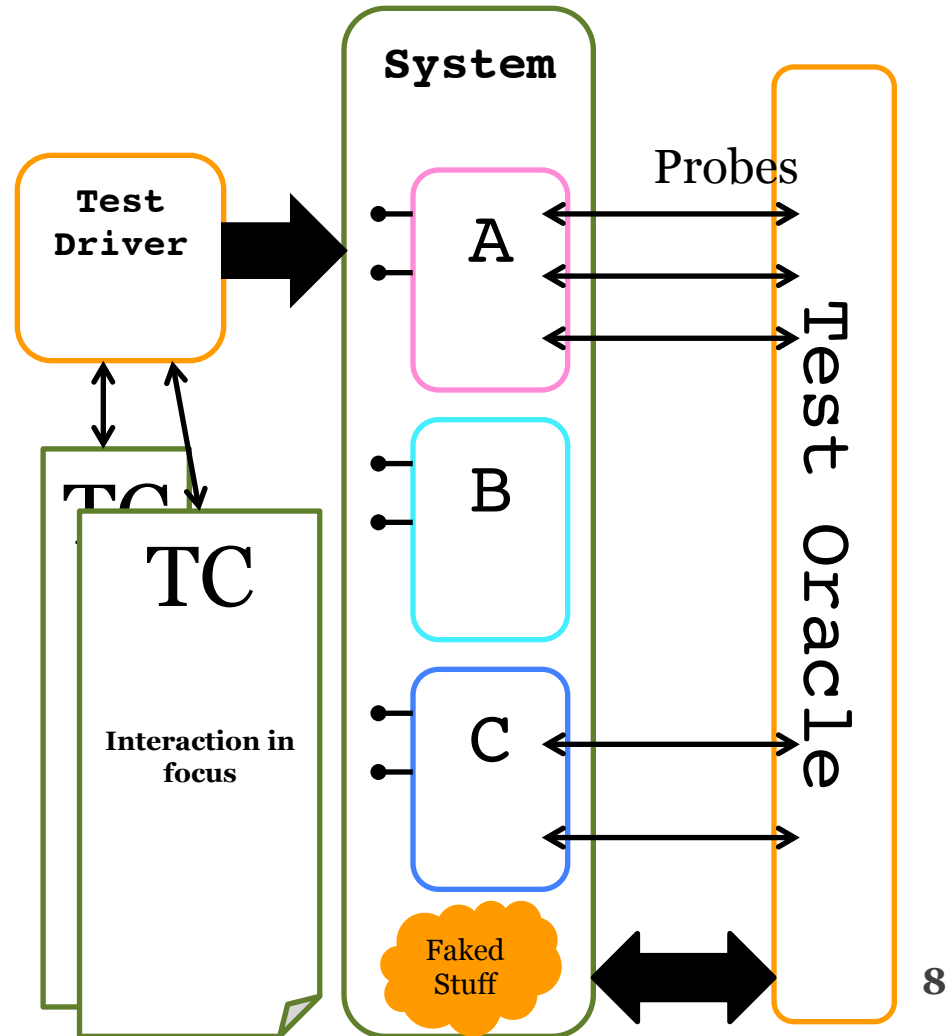 System
Probes
Test
Driver
A
Test Oracle
B
TC
TC
Interaction in
focus
C
Faked
Stuff
8